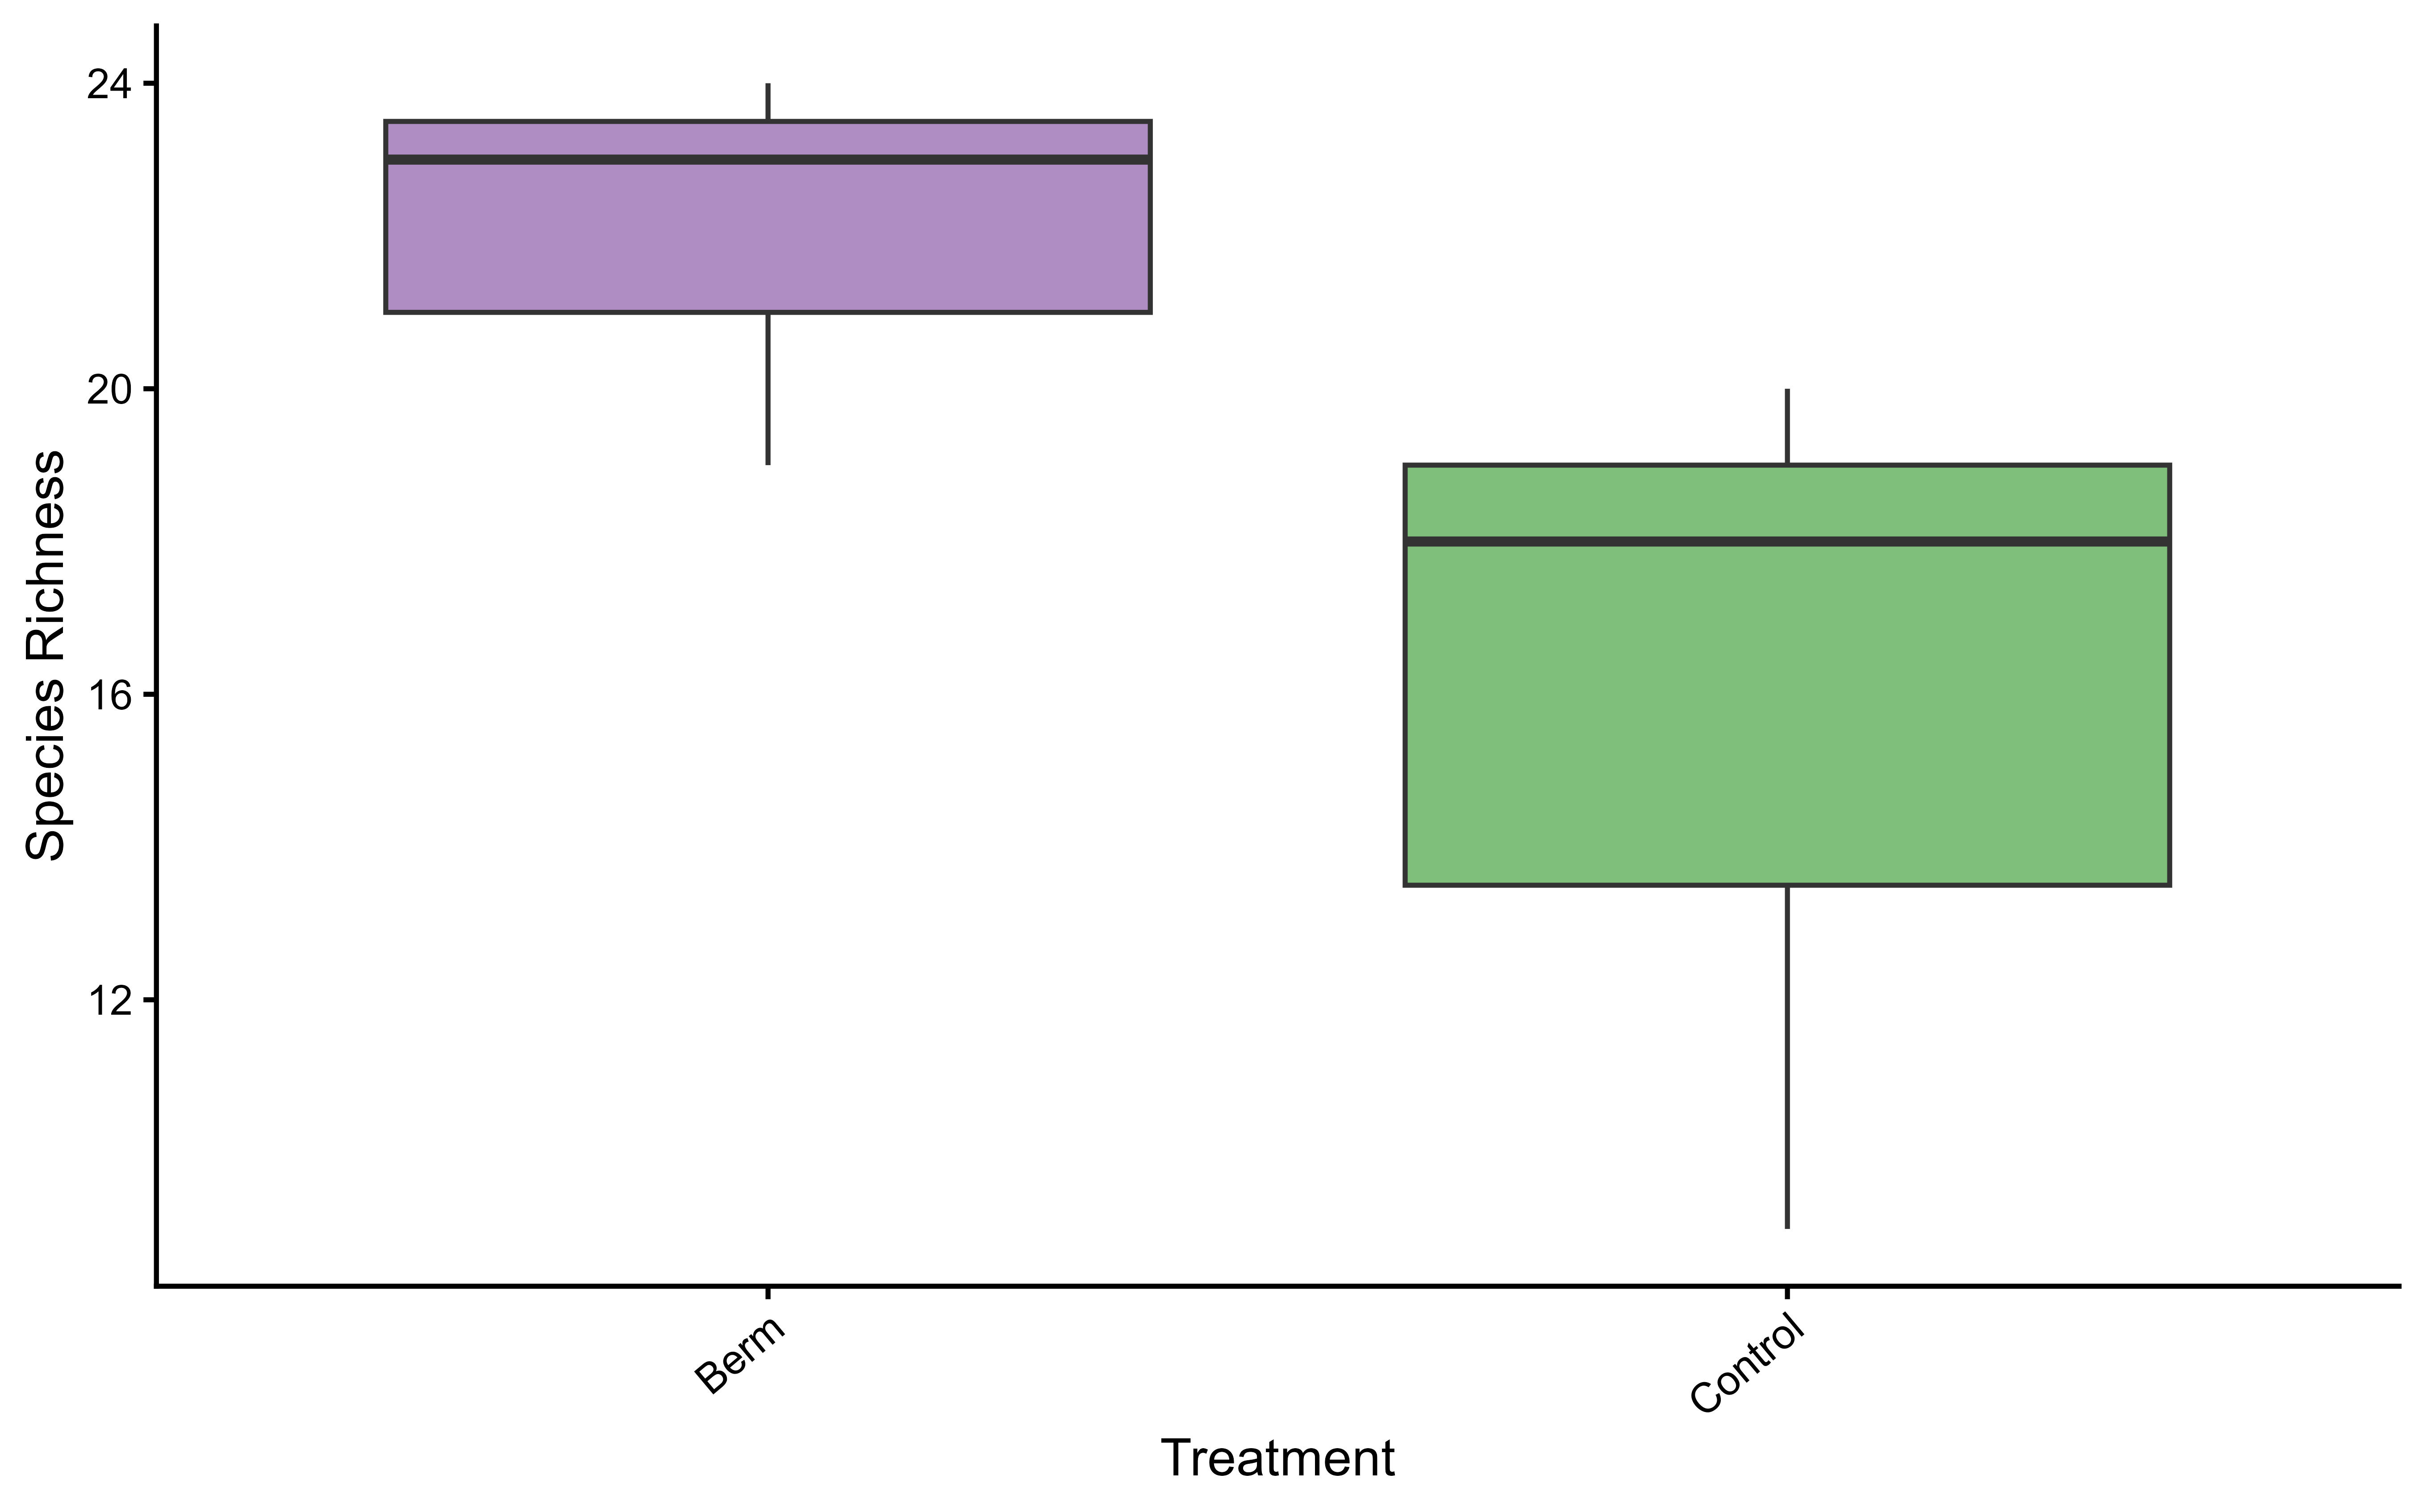 Species Richness
24
20
16
12
Berm
Control
Treatment